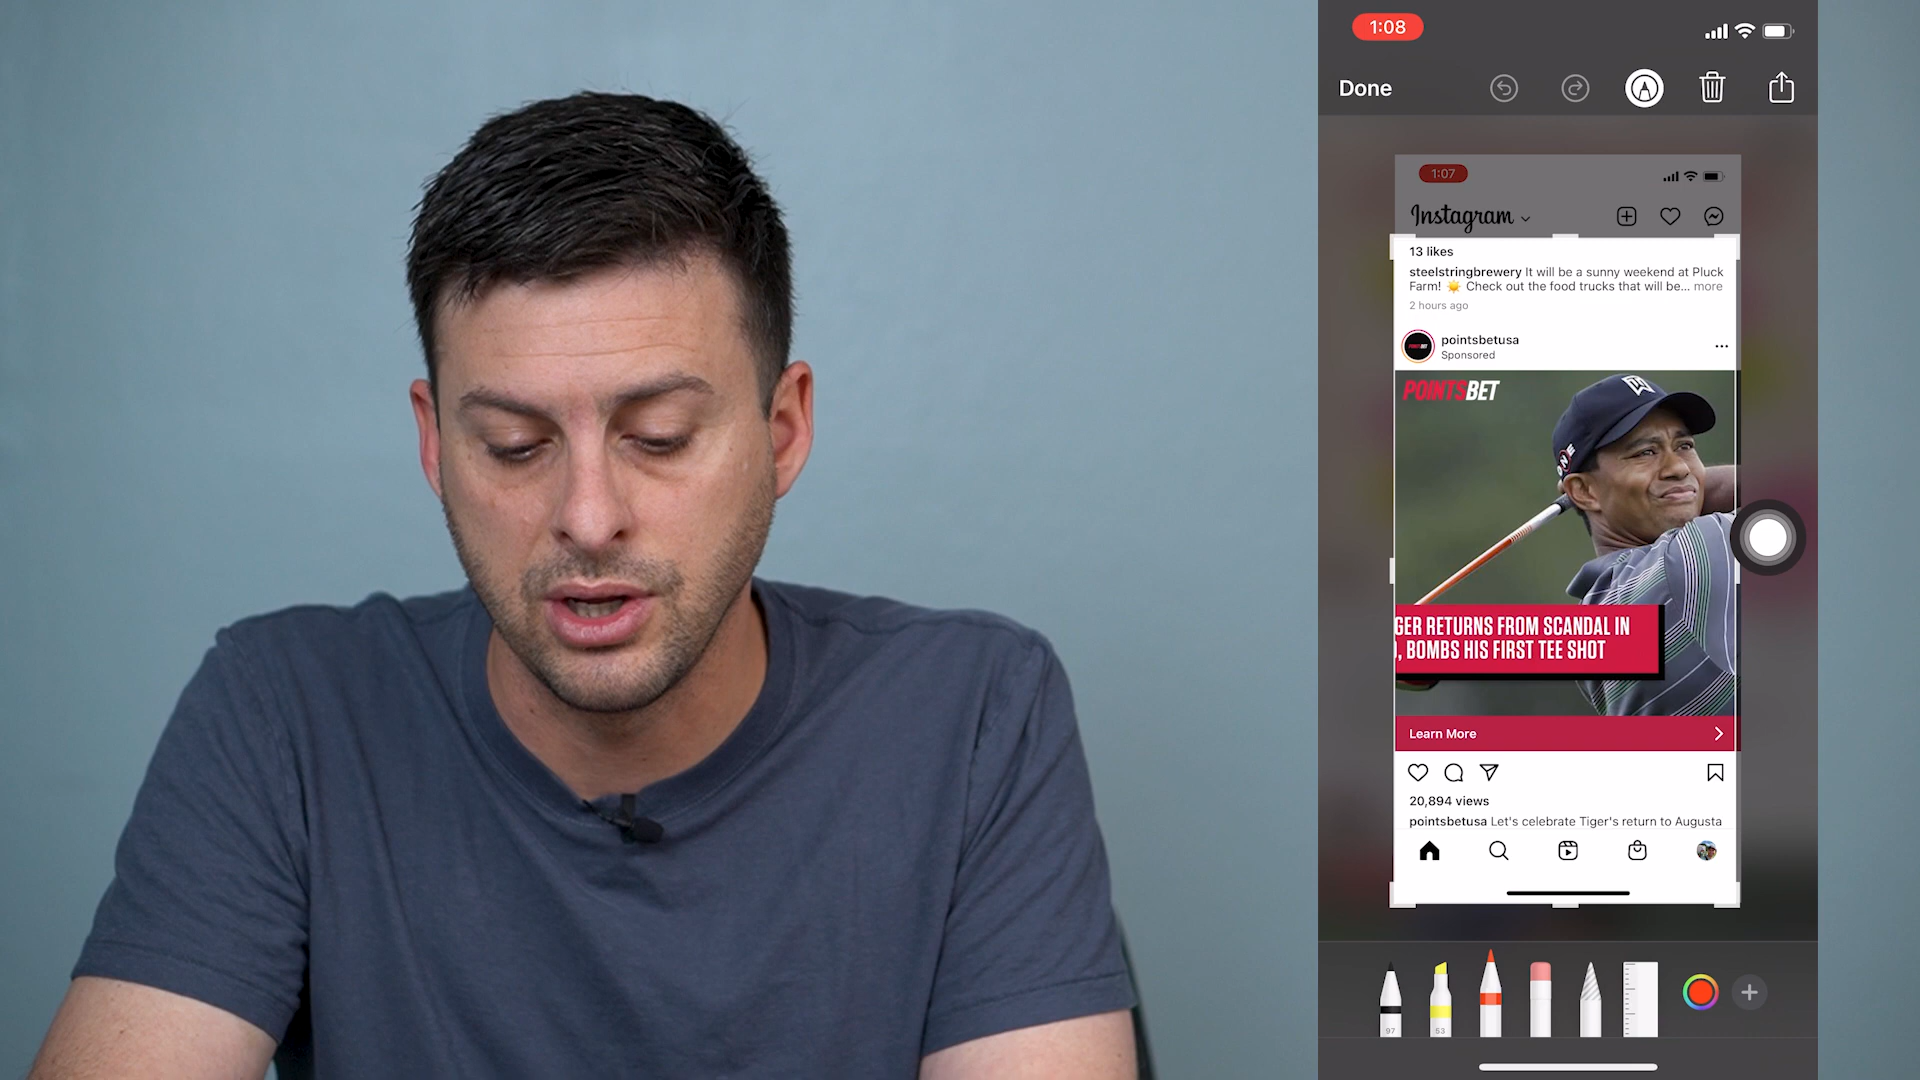 1:08
Done
1:07
Instagram
13 likes
steelstringbrewery It will be a sunny weekend at Pluck
Farm! ☀️ Check out the food trucks that will be... more
2 hours ago
pointsbetusa
Sponsored
POINTSBET
GER RETURNS FROM SCANDAL IN
, BOMBS HIS FIRST TEE SHOT
Learn More
20,894 views
pointsbetusa Let's celebrate Tiger's return to Augusta
97
53